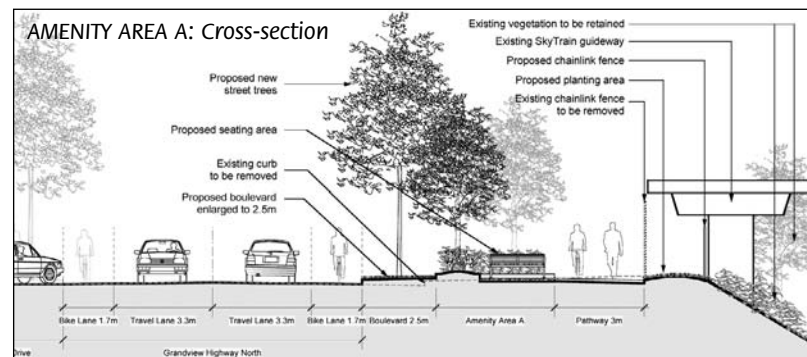 AMENITY AREA A: Cross-section
Existing vegetation to be retained
Existing SkyTrain guideway
Proposed chainlink fence
Proposed planting area
Existing chainlink fence
to be removed
Proposed new
street trees
Proposed seating area
Existing curb
to be removed
Proposed boulevard
enlarged to 2.5m
Bike Lane 1.7m
Travel Lane 3.3m
Travel Lane 3.3m
Bike Lane 1.7m
Boulevard 2.5m
Amenity Area A
Pathway 3m
Drive
Grandview Highway North